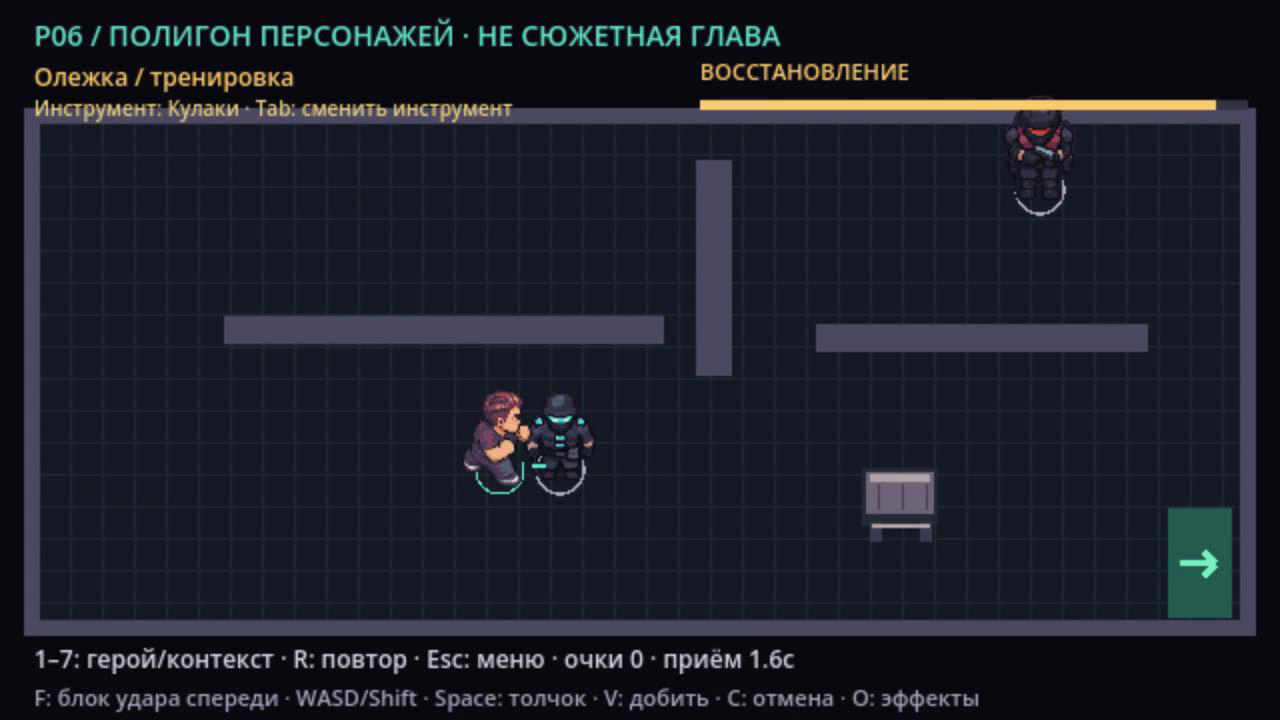 P06 / ПОЛИГОН ПЕРСОНАЖЕЙ · НЕ СЮЖЕТНАЯ ГЛАВА
Олежка / тренировка
ВОССТАНОВЛЕНИЕ
Инструмент: Кулаки · Tab: сменить инструмент
→
1–7: герой/контекст · R: повтор · Esc: меню · очки 0 · приём 1.6с
F: блок удара спереди · WASD/Shift · Space: толчок · V: добить · C: отмена · O: эффекты